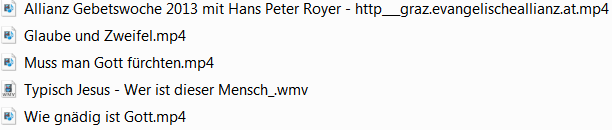 Allianz Gebetswoche 2013 mit Hans Peter Royer - http___graz.evangelischeallianz.at.mp4
Glaube und Zweifel.mp4
Muss man Gott fürchten.mp4
Typisch Jesus - Wer ist dieser Mensch_.wmv
Wie gnädig ist Gott.mp4